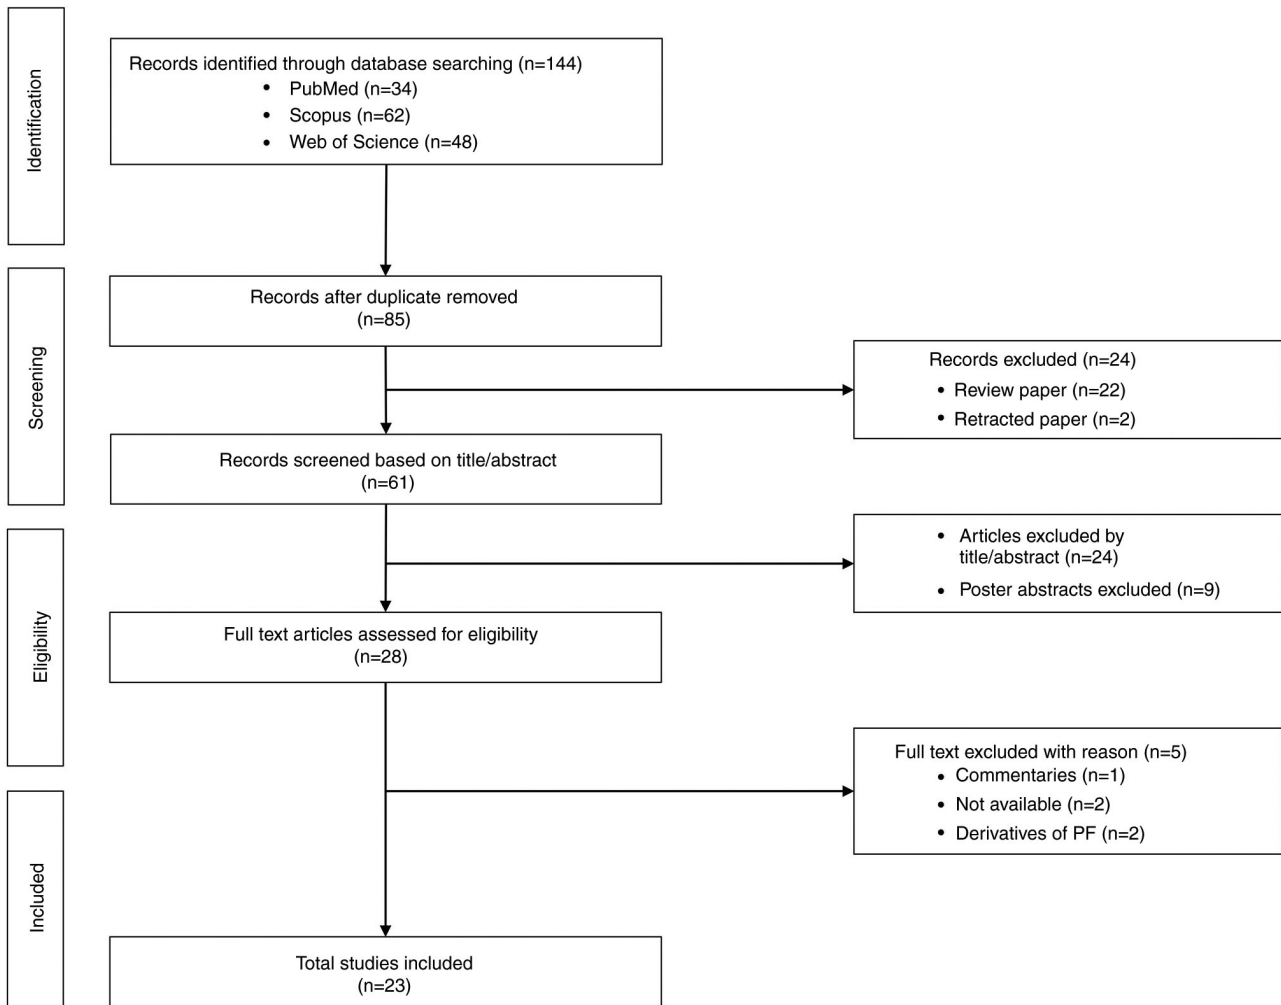 Identification
Records identified through database searching (n=144)
• PubMed (n=34)
• Scopus (n=62)
• Web of Science (n=48)
Screening
Records after duplicate removed
(n=85)
Records excluded (n=24)
• Review paper (n=22)
• Retracted paper (n=2)
Records screened based on title/abstract
(n=61)
Eligibility
• Articles excluded by
title/abstract (n=24)
• Poster abstracts excluded (n=9)
Full text articles assessed for eligibility
(n=28)
Full text excluded with reason (n=5)
• Commentaries (n=1)
• Not available (n=2)
• Derivatives of PF (n=2)
Included
Total studies included
(n=23)